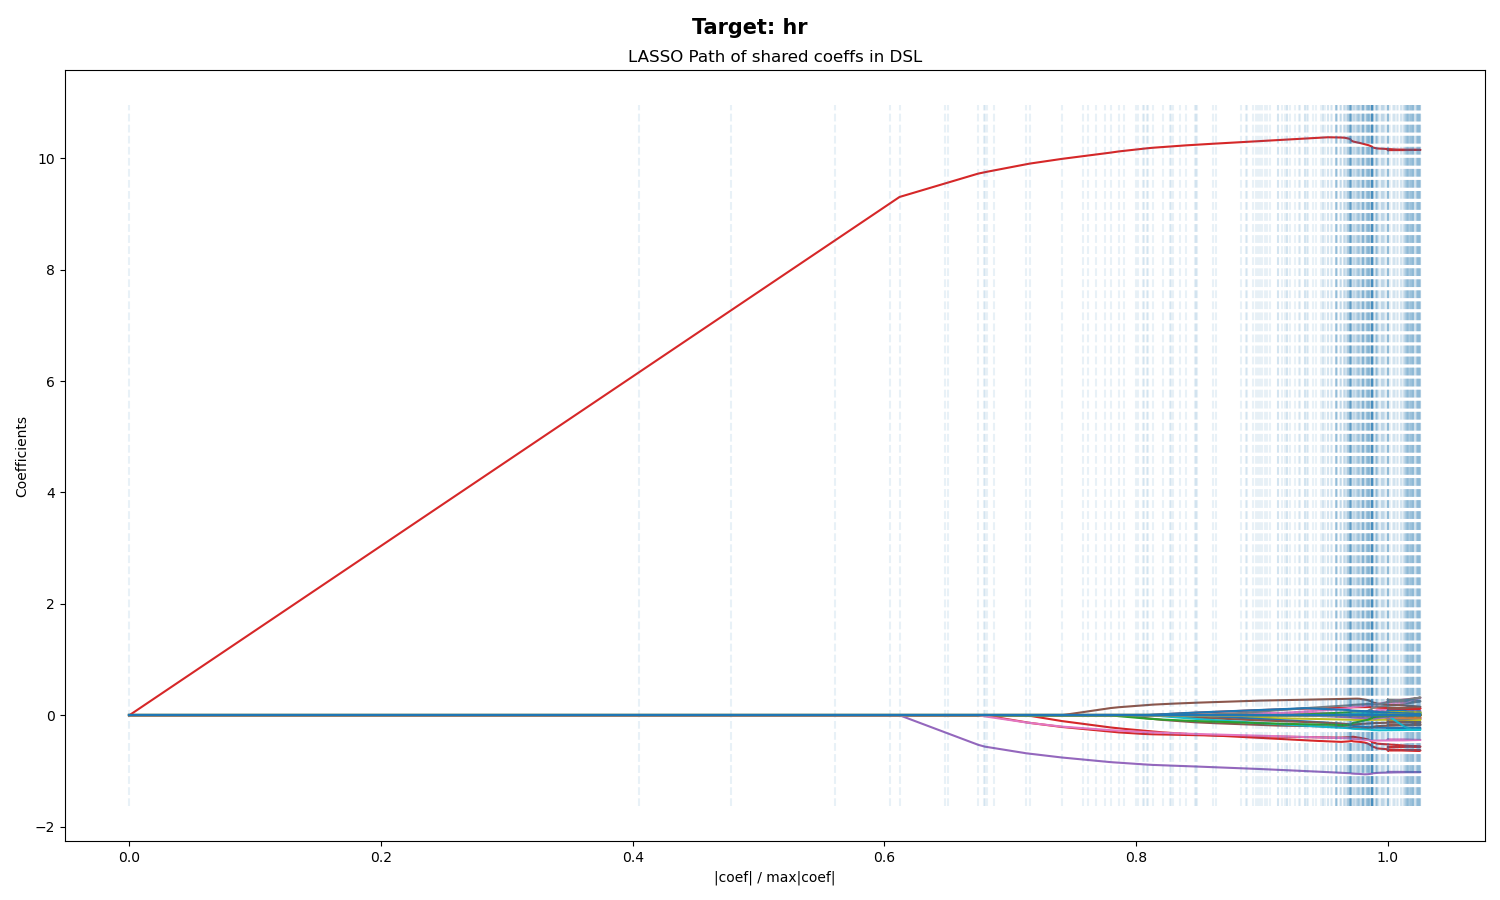 Target: hr
LASSO Path of shared coeffs in DSL
10
8
6
4
2
0
−2
Coefficients
0.0 0.2 0.4 0.6 0.8 1.0
|coef| / max|coef|